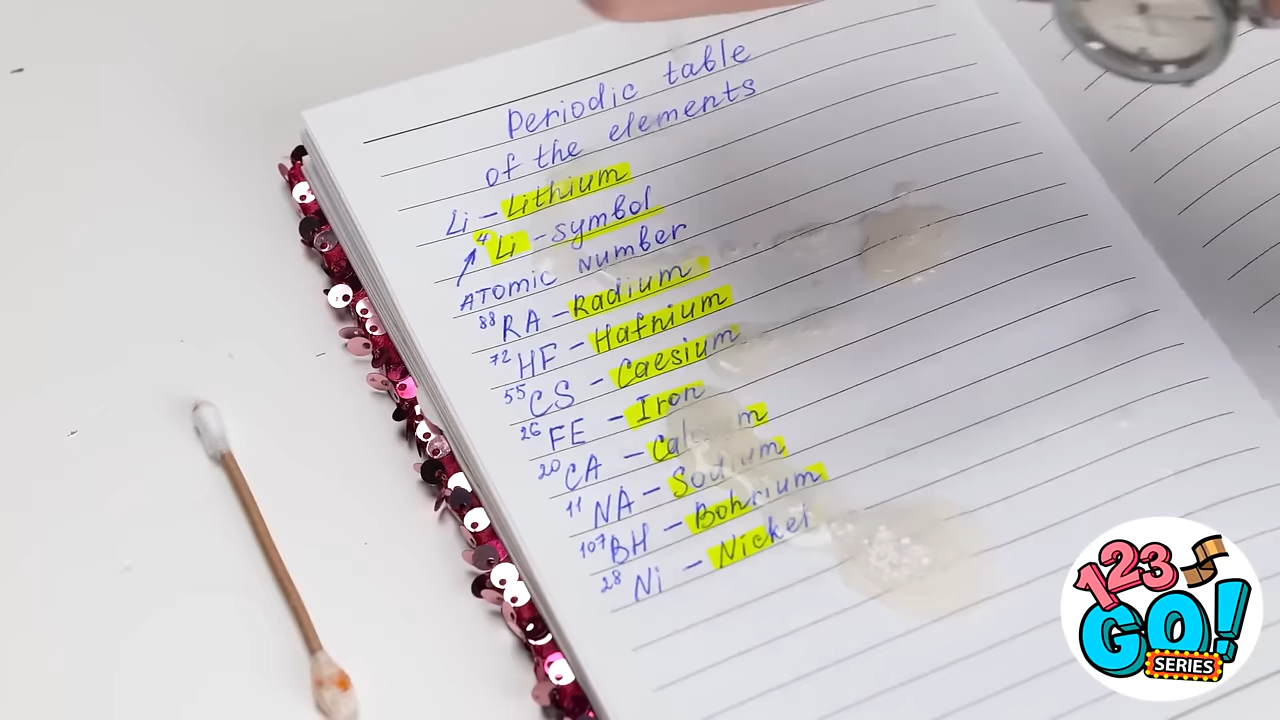 Periodic table
of the elements
Li - Lithium
⁴Li - symbol
ATomic Number
⁸⁸RA - Radium
⁷²HF - Hafnium
⁵⁵CS - Caesium
²⁶FE - Iron
²⁰CA - Cal m
¹¹NA - Sodium
¹⁰⁷BH - Bohrium
²⁸Ni - Nickel
123
GO!
SERIES